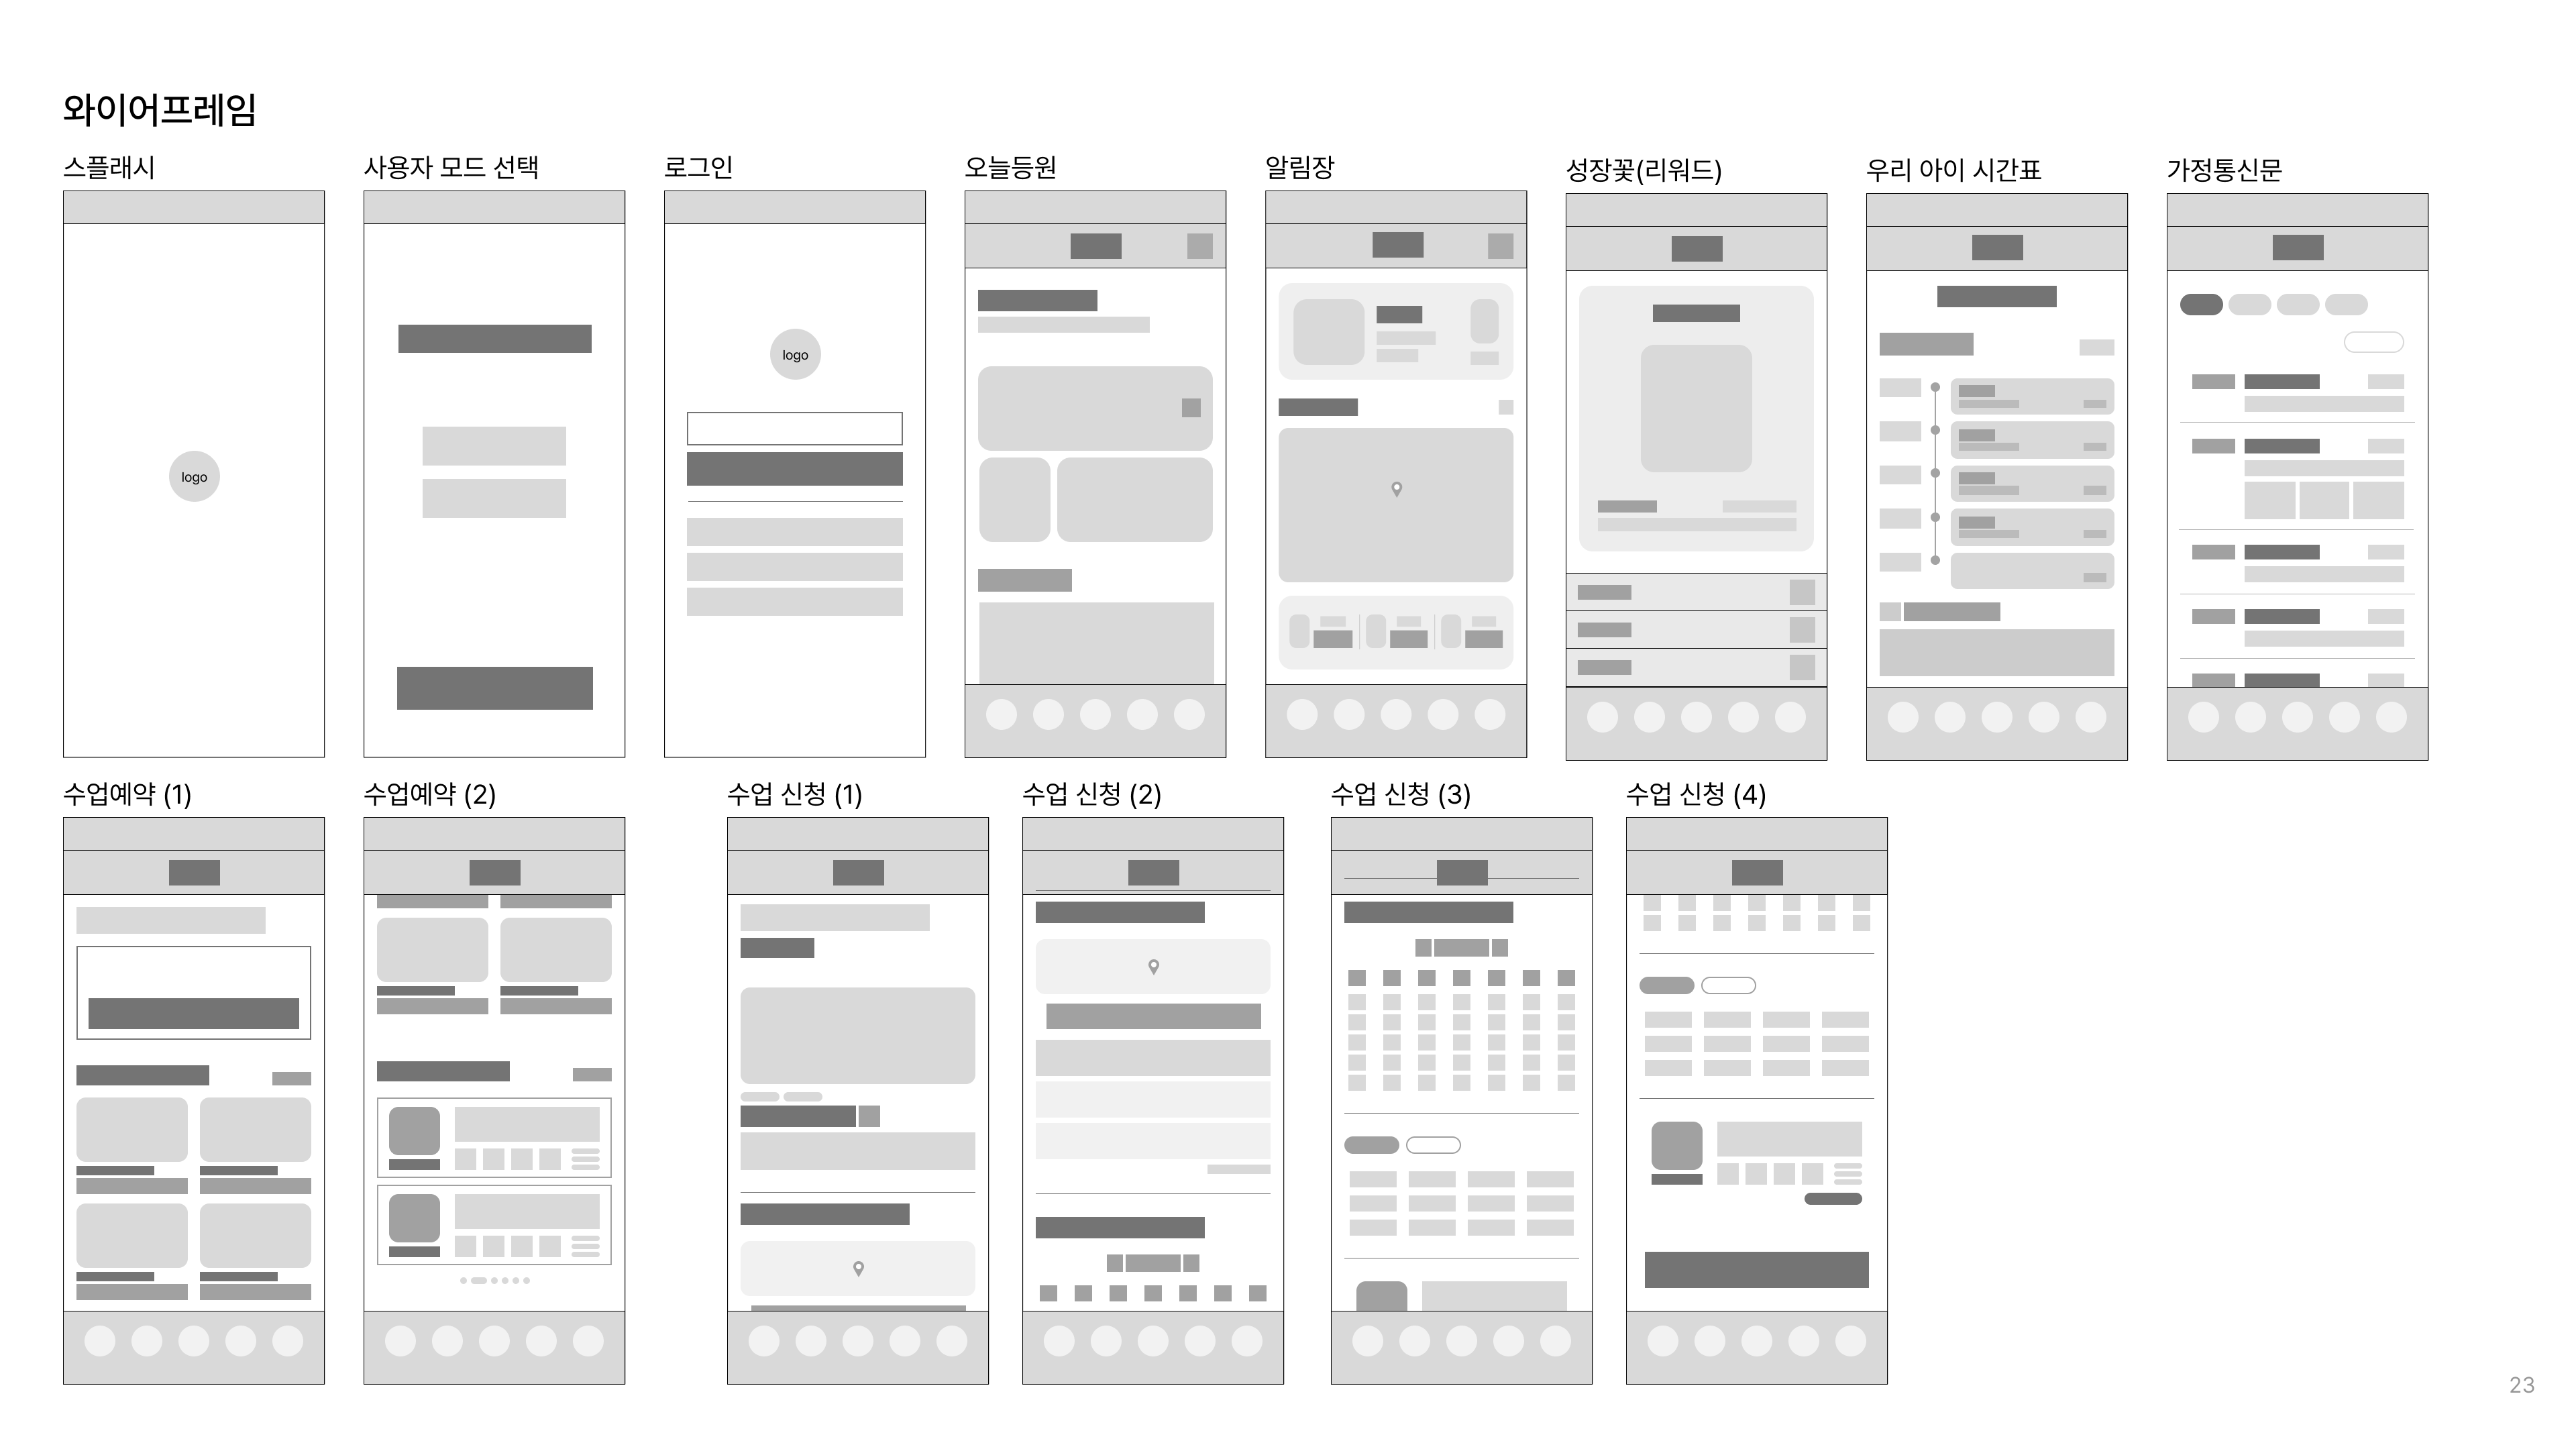 와이어프레임
스플래시
사용자 모드 선택
로그인
오늘등원
알림장
성장꽃(리워드)
우리 아이 시간표
가정통신문
logo
logo
수업예약 (1)
수업예약 (2)
수업 신청 (1)
수업 신청 (2)
수업 신청 (3)
수업 신청 (4)
23